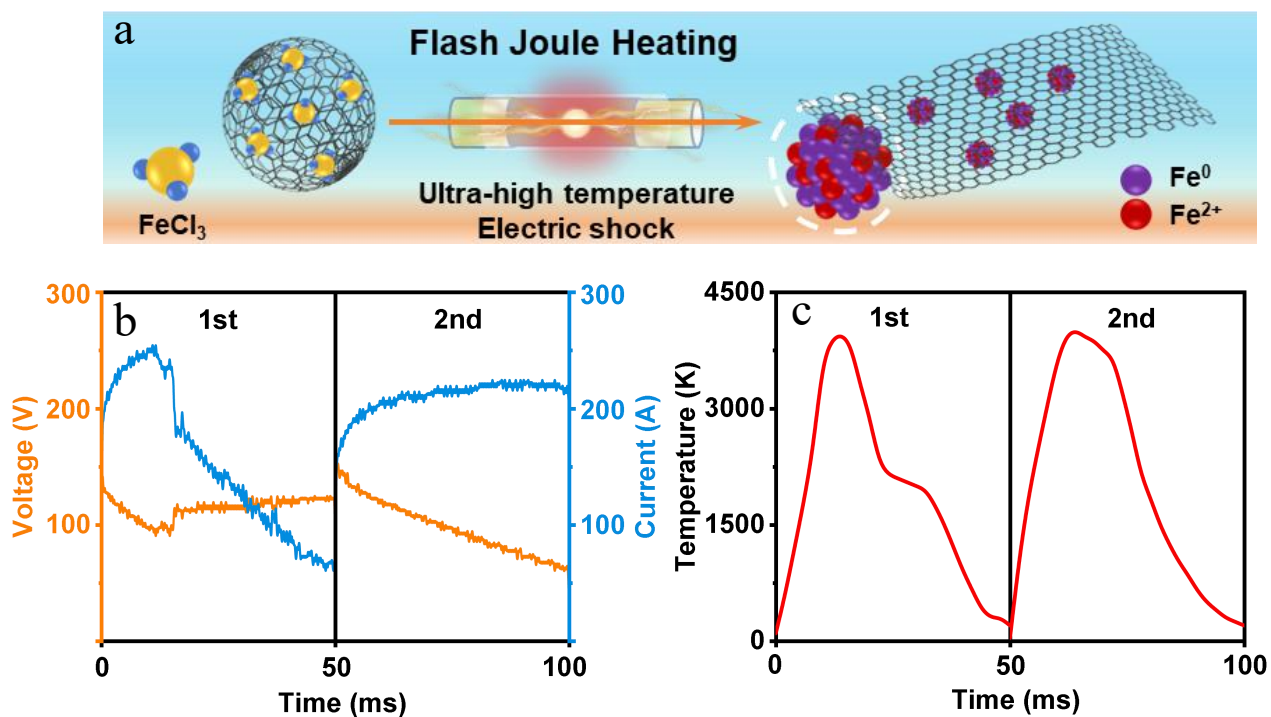 a
Flash Joule Heating
FeCl3
Ultra-high temperature
Electric shock
Fe0
Fe2+
b
1st
2nd
300
200
100
0
Voltage (V)
300
200
100
0
Current (A)
0
50
100
Time (ms)
c
1st
2nd
4500
3000
1500
0
Temperature (K)
0
50
100
Time (ms)